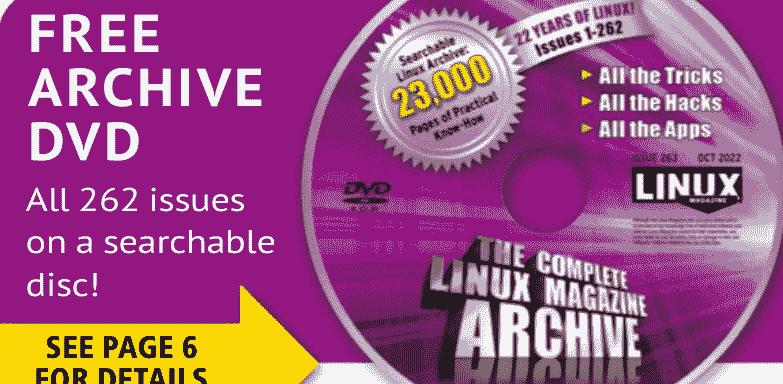 FREE
ARCHIVE
DVD
All 262 issues
on a searchable
disc!
SEE PAGE 6
FOR DETAILS
Searchable
Linux Archive:
23,000
Pages of Practical
Know-How
22 YEARS OF LINUX!
Issues 1-262
All the Tricks
All the Hacks
All the Apps
ISSUE 263 OCT 2022
LINUX
MAGAZINE
DVD
THE COMPLETE
LINUX MAGAZINE
ARCHIVE